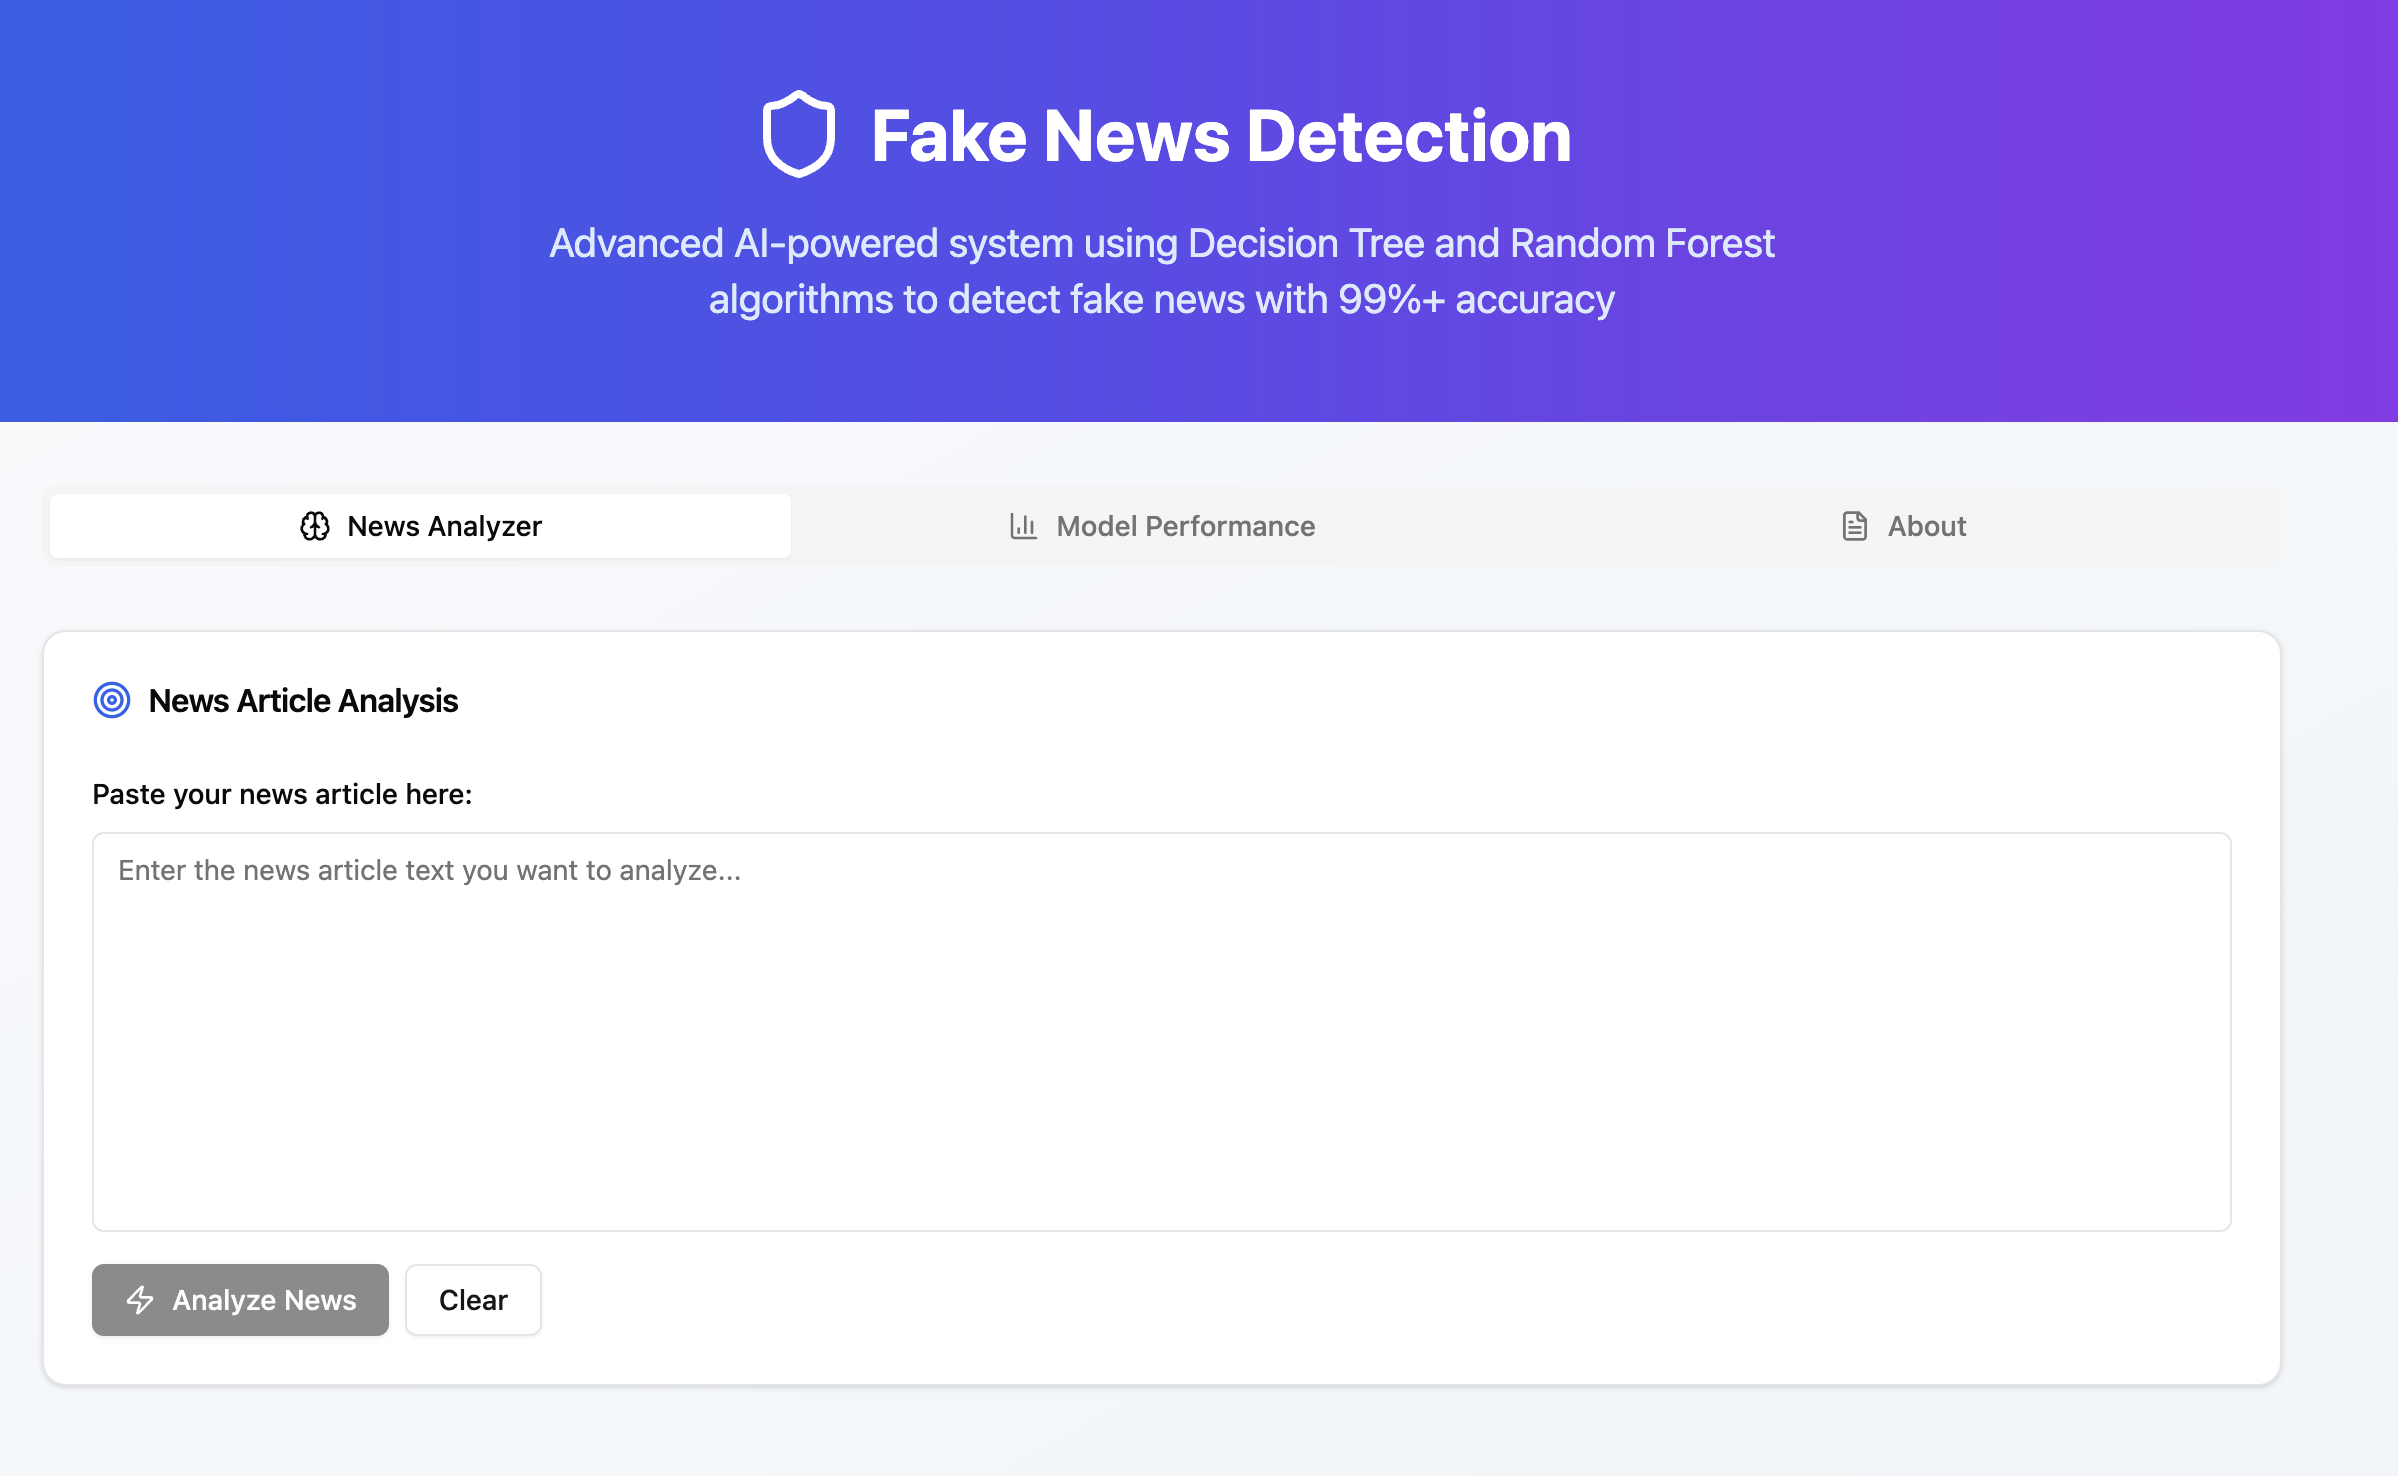 Fake News Detection
Advanced AI-powered system using Decision Tree and Random Forest
algorithms to detect fake news with 99%+ accuracy
News Analyzer
Model Performance
About
News Article Analysis
Paste your news article here:
Enter the news article text you want to analyze...
Analyze News
Clear